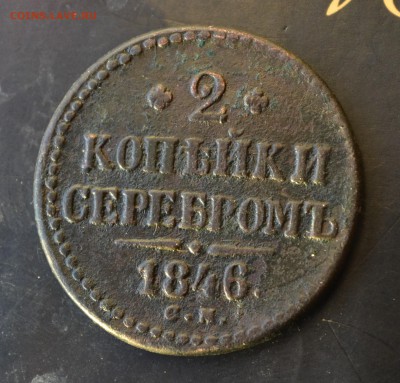 COINS.LAVE.RU
* 2 *
КОПѢЙКИ
СЕРЕБРОМЪ
1846.
С.М.